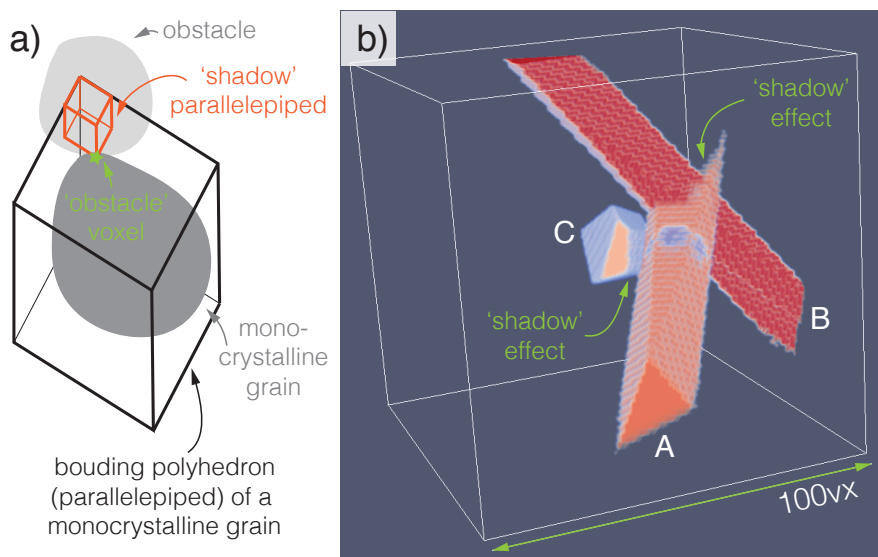 a)
obstacle
'shadow'
parallelepiped
'obstacle'
voxel
mono-
crystalline
grain
bouding polyhedron
(parallelepiped) of a
monocrystalline grain
b)
'shadow'
effect
C
B
'shadow'
effect
A
100vx